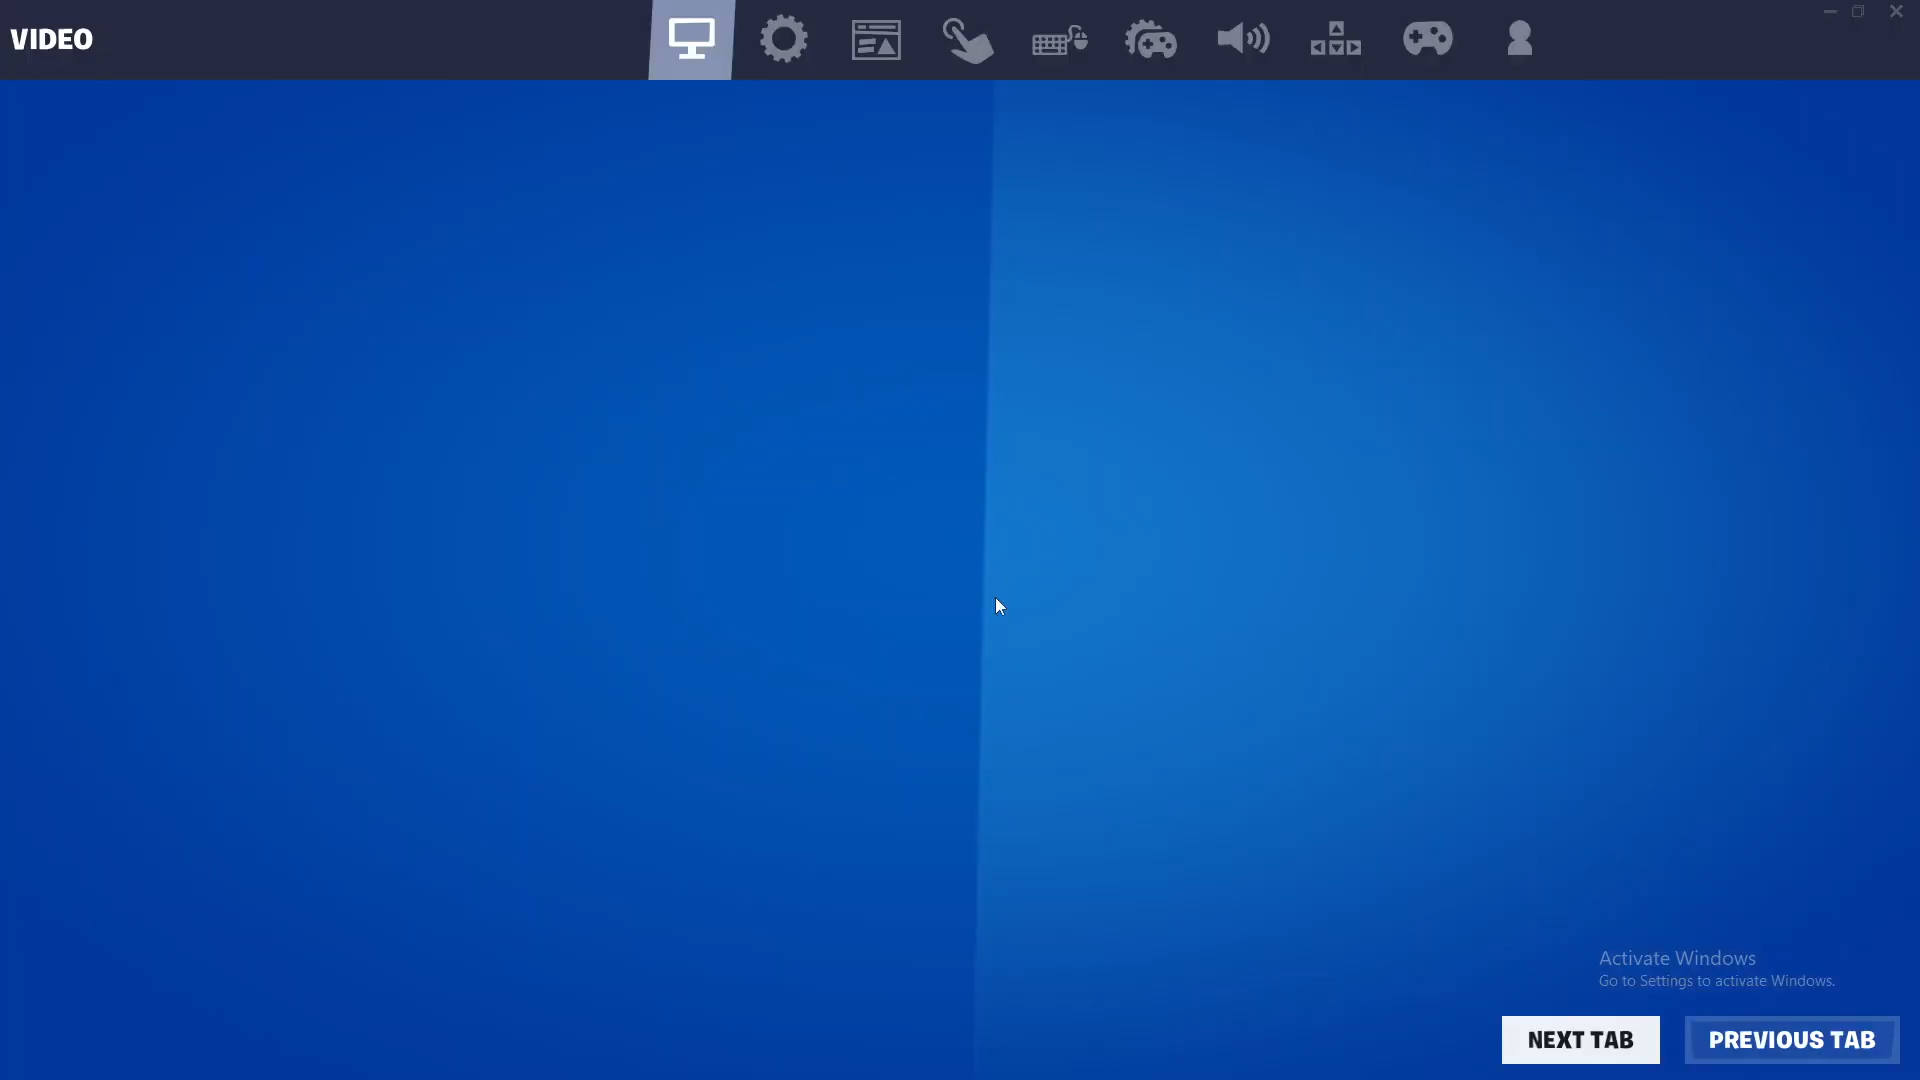 VIDEO
Activate Windows
Go to Settings to activate Windows.
NEXT TAB
PREVIOUS TAB